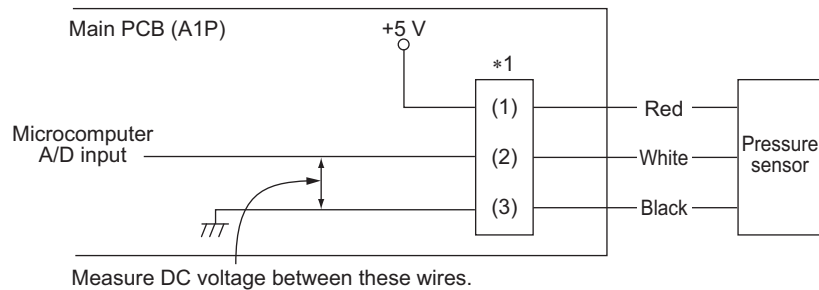 Main PCB (A1P)
+5 V
*1
(1)
Red
Microcomputer
A/D input
(2)
White
Pressure
sensor
(3)
Black
Measure DC voltage between these wires.